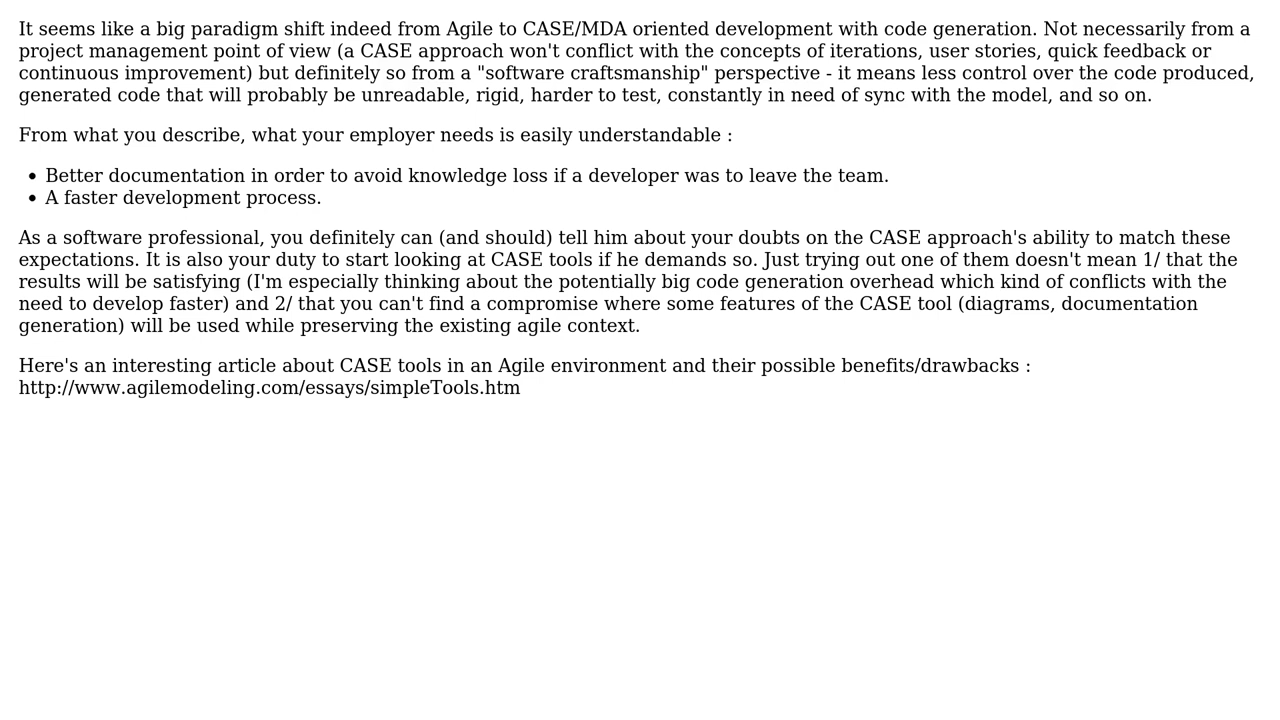 It seems like a big paradigm shift indeed from Agile to CASE/MDA oriented development with code generation. Not necessarily from a
project management point of view (a CASE approach won't conflict with the concepts of iterations, user stories, quick feedback or
continuous improvement) but definitely so from a "software craftsmanship" perspective - it means less control over the code produced,
generated code that will probably be unreadable, rigid, harder to test, constantly in need of sync with the model, and so on.
From what you describe, what your employer needs is easily understandable :
• Better documentation in order to avoid knowledge loss if a developer was to leave the team.
• A faster development process.
As a software professional, you definitely can (and should) tell him about your doubts on the CASE approach's ability to match these
expectations. It is also your duty to start looking at CASE tools if he demands so. Just trying out one of them doesn't mean 1/ that the
results will be satisfying (I'm especially thinking about the potentially big code generation overhead which kind of conflicts with the
need to develop faster) and 2/ that you can't find a compromise where some features of the CASE tool (diagrams, documentation
generation) will be used while preserving the existing agile context.
Here's an interesting article about CASE tools in an Agile environment and their possible benefits/drawbacks :
http://www.agilemodeling.com/essays/simpleTools.htm